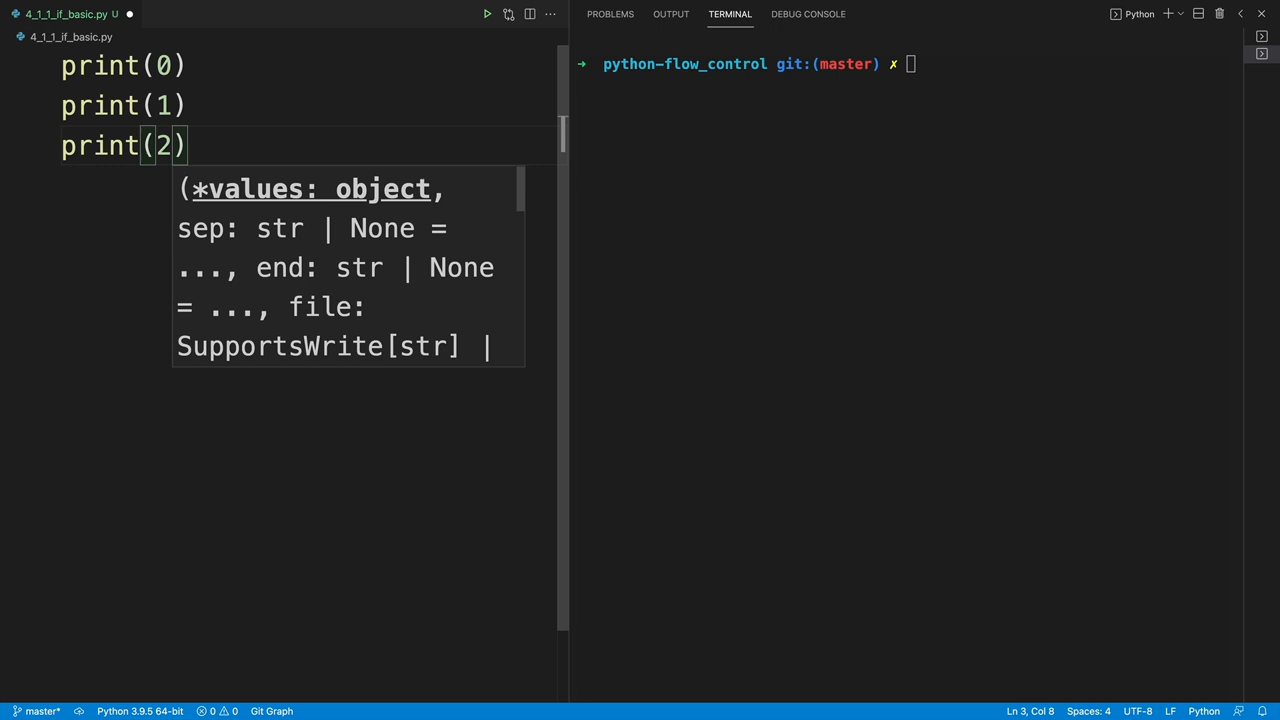 4_1_1_if_basic.py U
PROBLEMS OUTPUT TERMINAL DEBUG CONSOLE
Python
4_1_1_if_basic.py
print(0)
print(1)
print(2)
(*values: object,
sep: str | None =
..., end: str | None
= ..., file:
SupportsWrite[str] |
→ python-flow_control git:(master) ✗
master* Python 3.9.5 64-bit 0 0 Git Graph
Ln 3, Col 8 Spaces: 4 UTF-8 LF Python